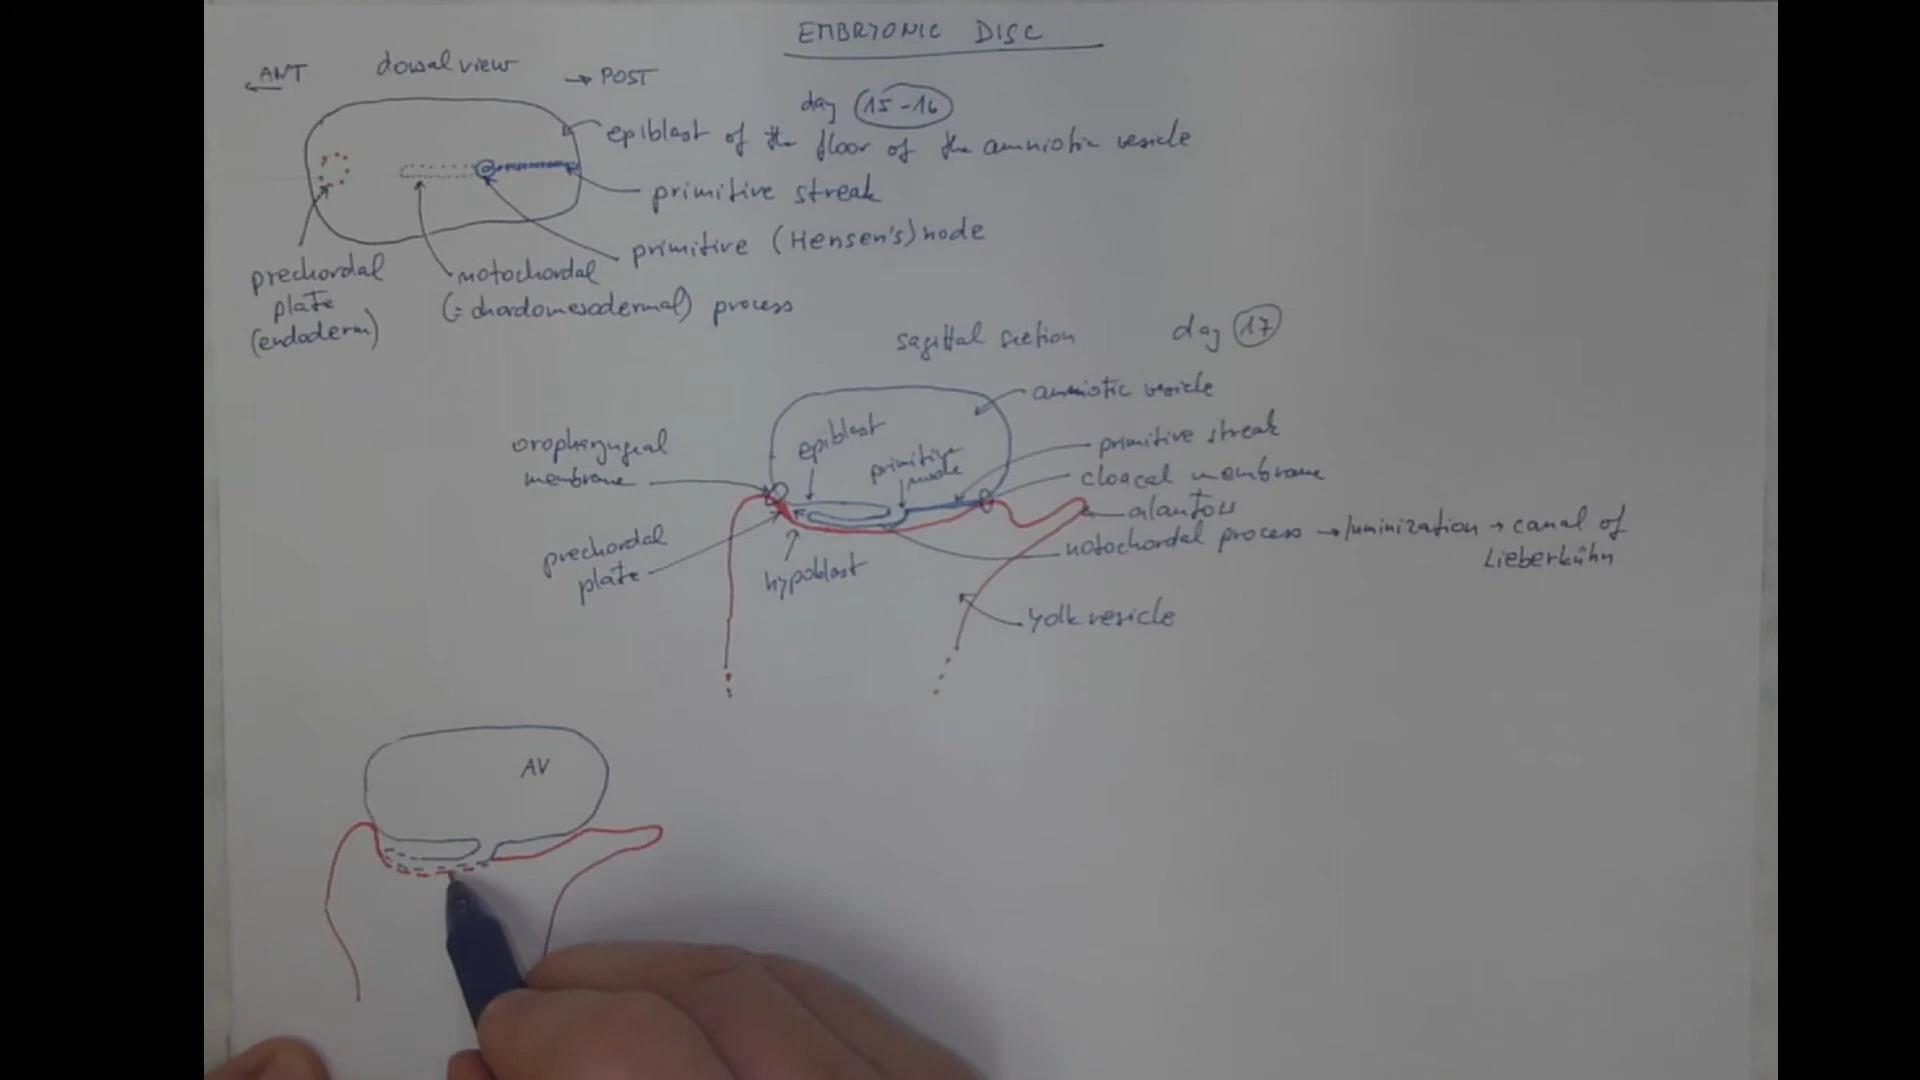 EMBRYONIC DISC
← ANT
dorsal view
→ POST
day 15-16
epiblast of the floor of the amniotic vesicle
primitive streak
primitive (Hensen's) node
prechordal
plate
(endoderm)
notochordal
(= chordomesodermal) process
sagittal section
day 17
amniotic vesicle
oropharyngeal
membrane
epiblast
primitive
node
primitive streak
cloacal membrane
alantois
notochordal process → luminization → canal of
Lieberkühn
prechordal
plate
hypoblast
yolk vesicle
AV